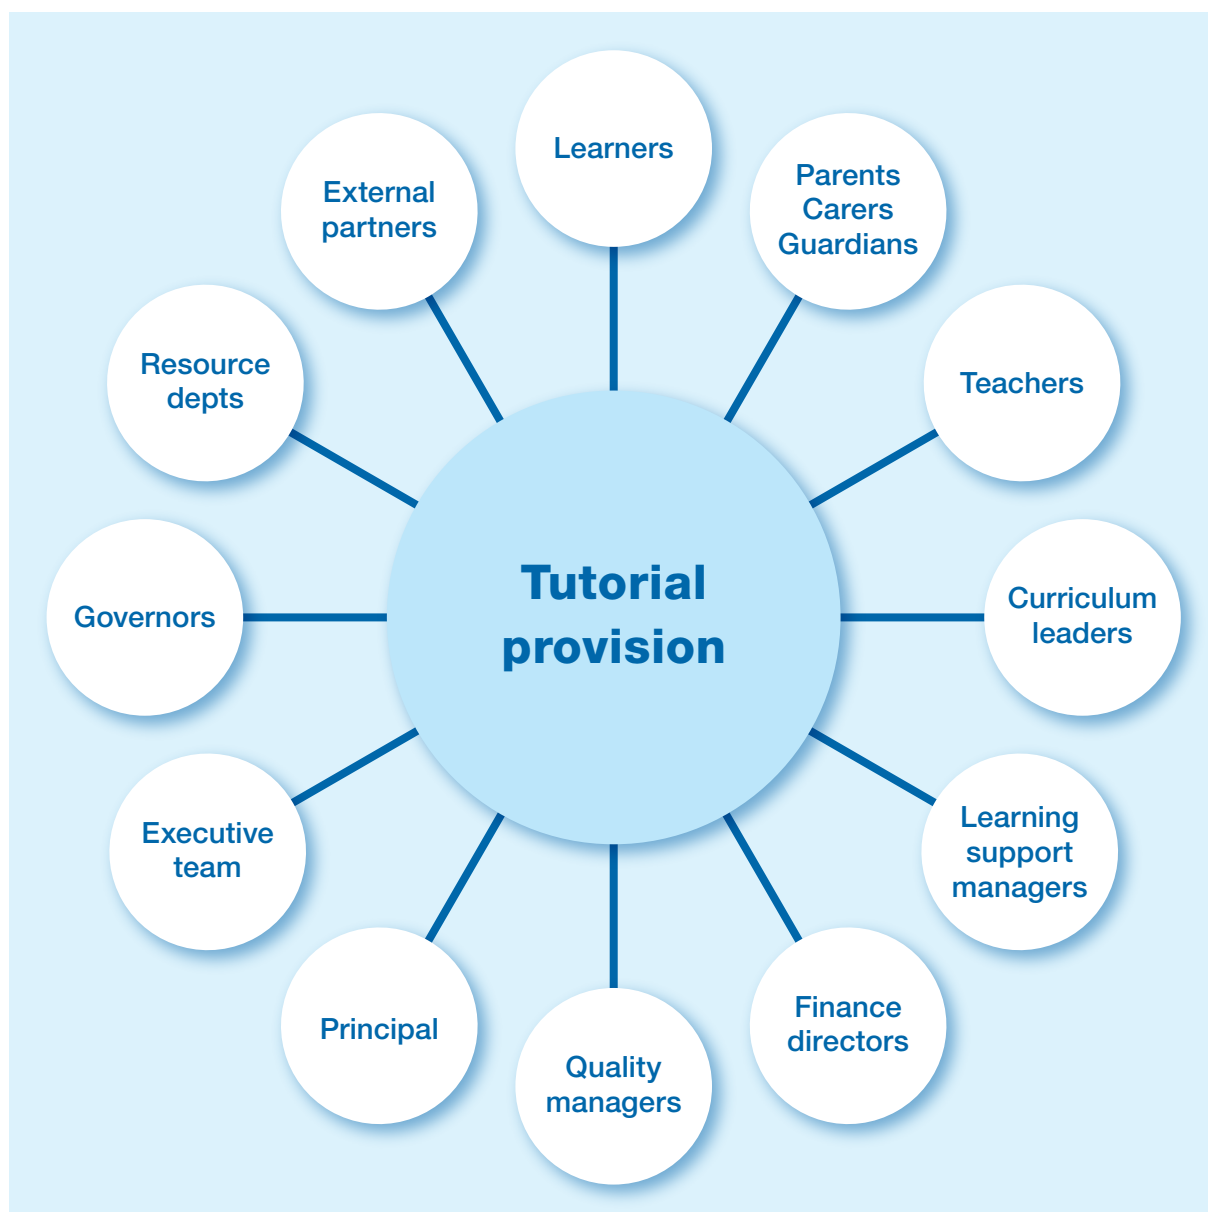 Learners
Parents
Carers
Guardians
Teachers
Curriculum
leaders
Learning
support
managers
Finance
directors
Quality
managers
Principal
Executive
team
Governors
Resource
depts
External
partners
Tutorial
provision